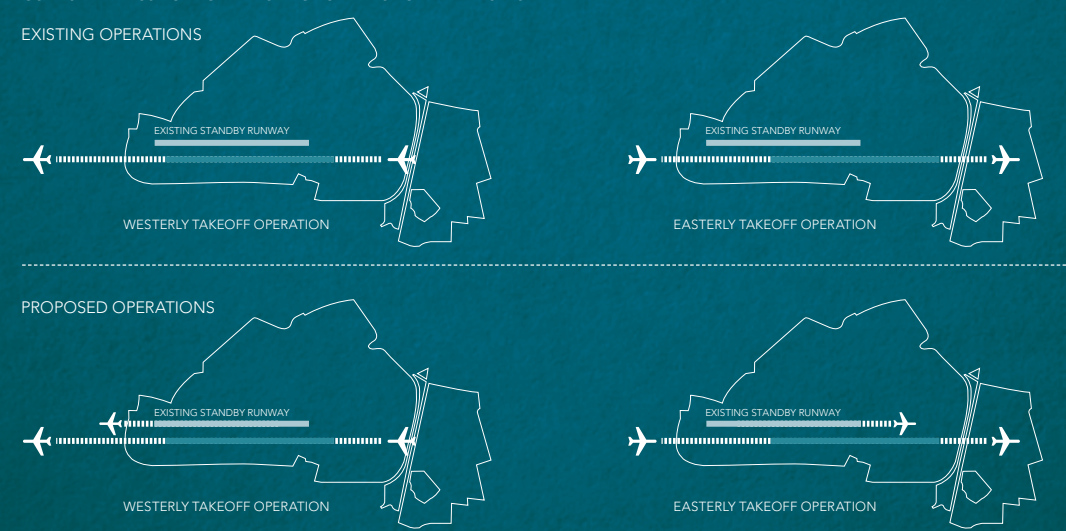 EXISTING OPERATIONS
EXISTING STANDBY RUNWAY
EXISTING STANDBY RUNWAY
WESTERLY TAKEOFF OPERATION
EASTERLY TAKEOFF OPERATION
PROPOSED OPERATIONS
EXISTING STANDBY RUNWAY
EXISTING STANDBY RUNWAY
WESTERLY TAKEOFF OPERATION
EASTERLY TAKEOFF OPERATION